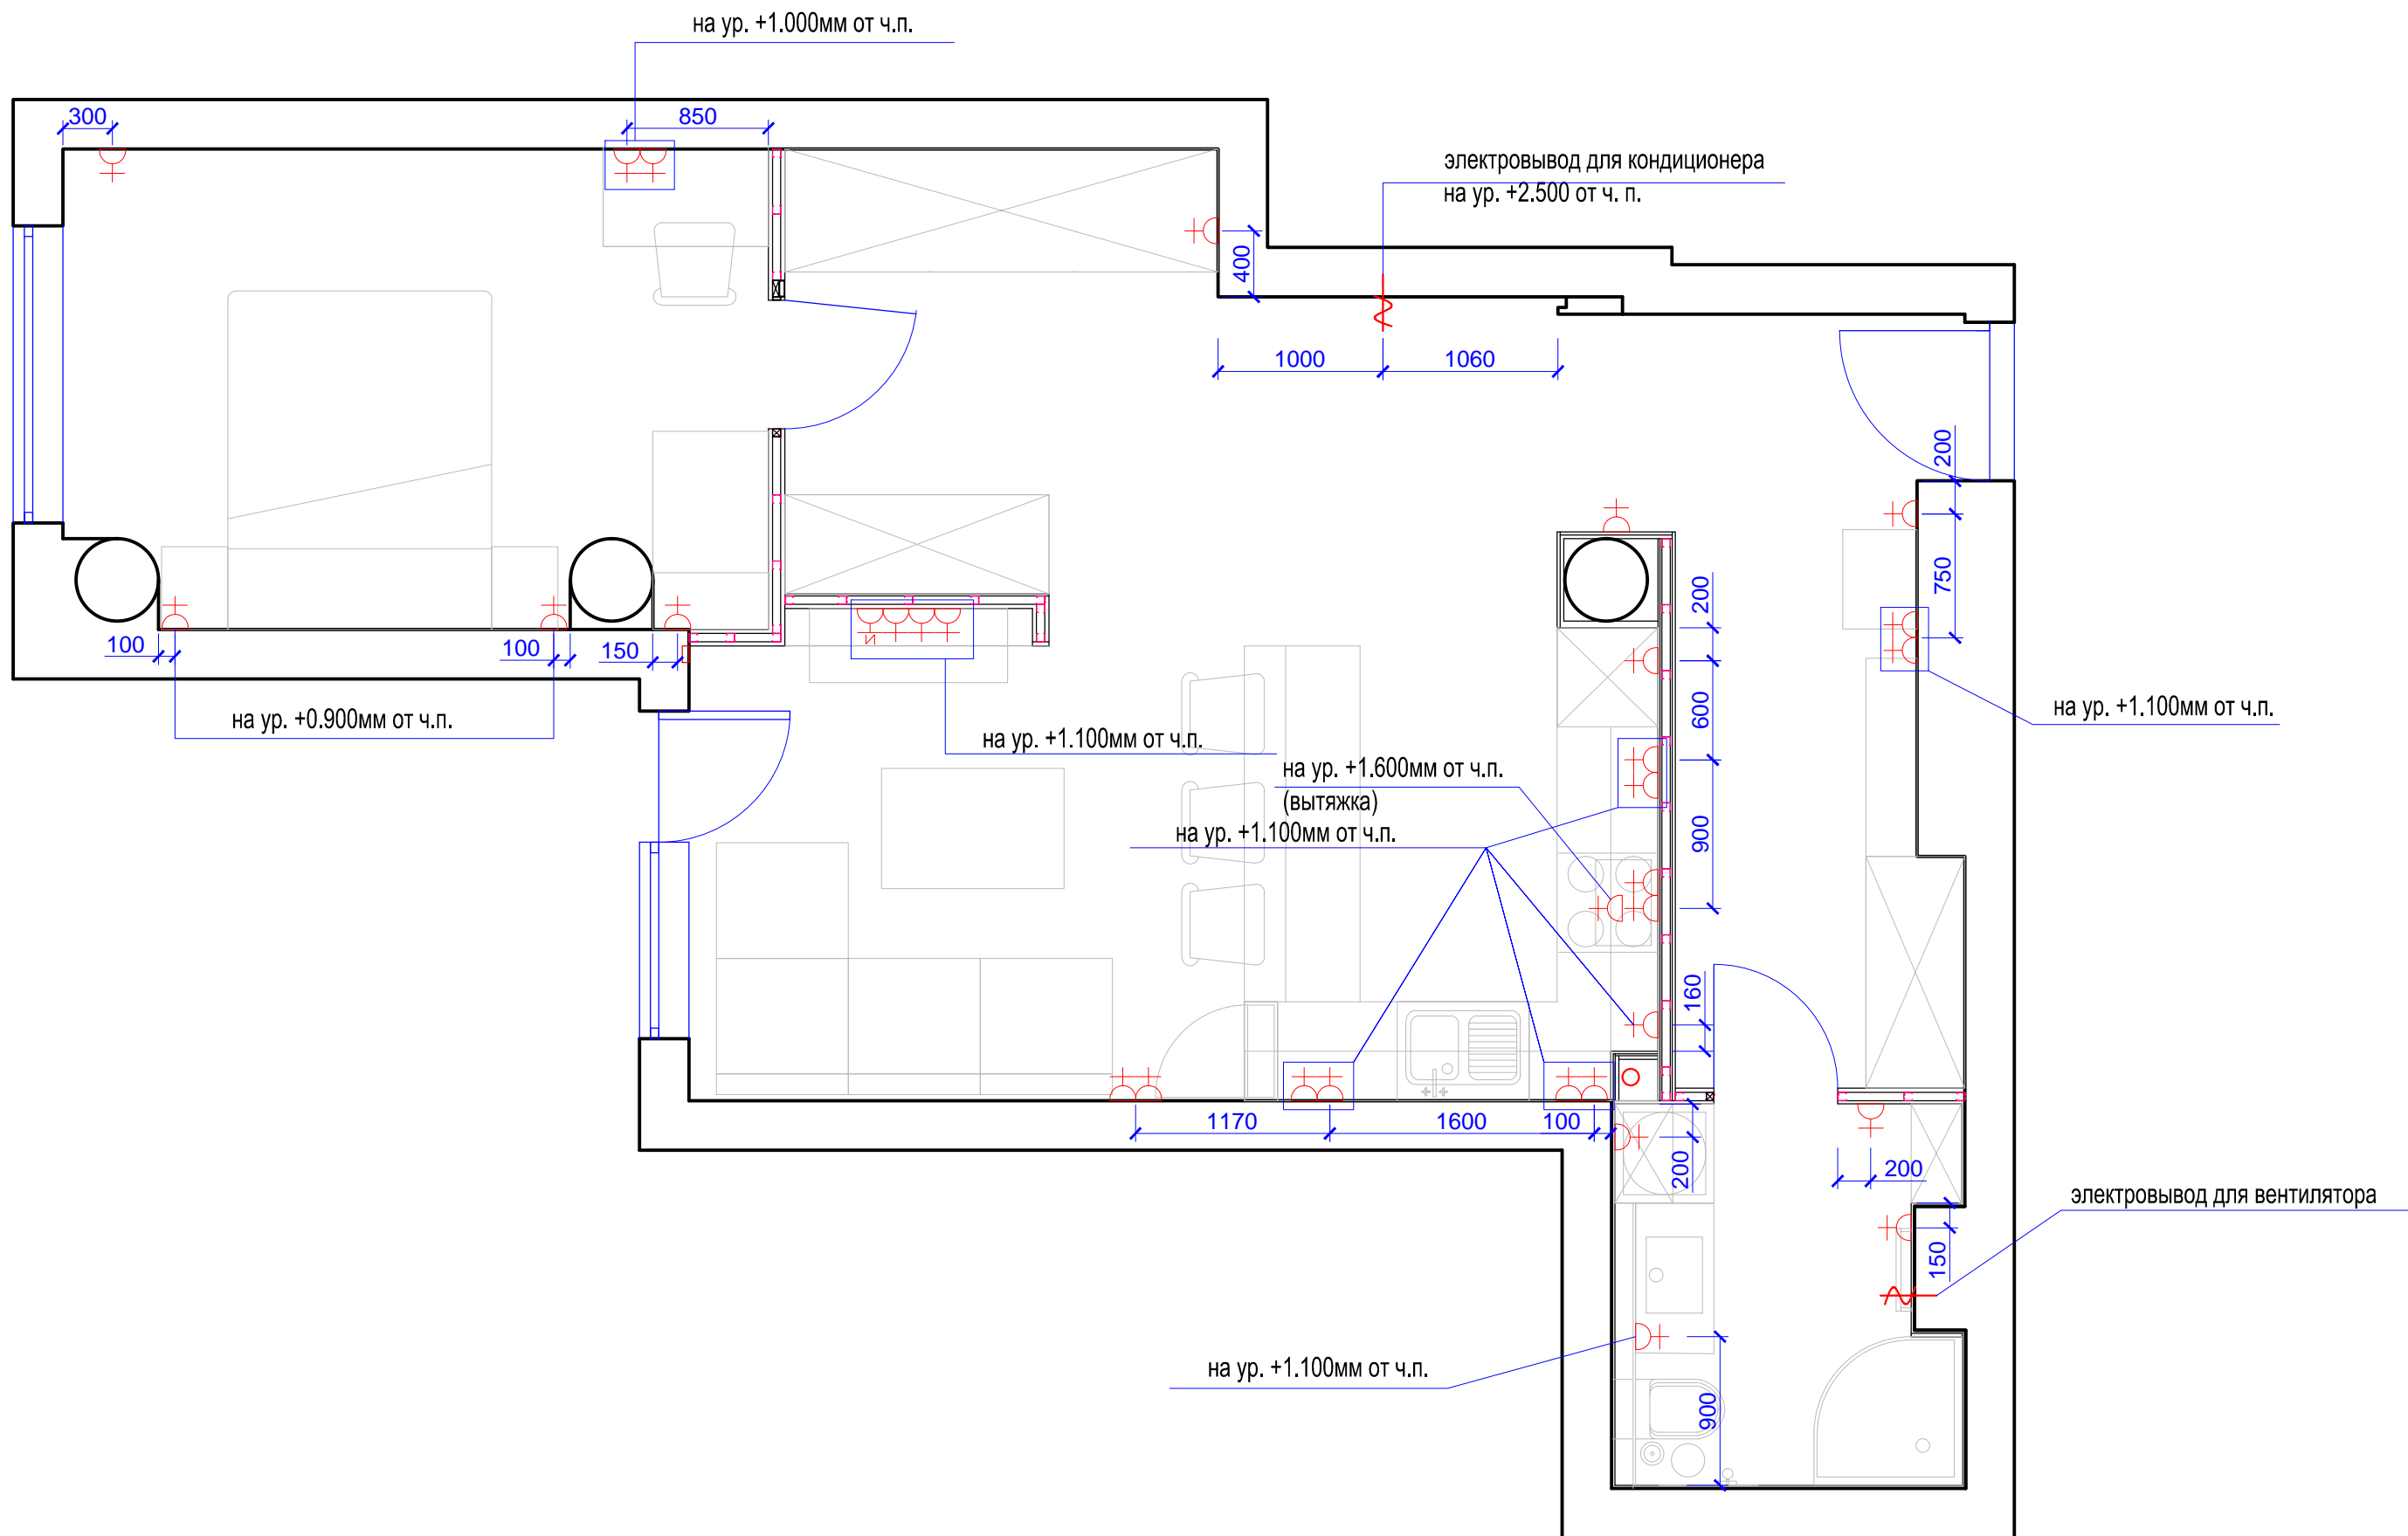 на ур. +1.000мм от ч.п.
300
850
электровывод для кондиционера
на ур. +2.500 от ч. п.
400
1000
1060
200
750
200
100
100
150
на ур. +0.900мм от ч.п.
на ур. +1.100мм от ч.п.
600
на ур. +1.100мм от ч.п.
на ур. +1.600мм от ч.п.
(вытяжка)
на ур. +1.100мм от ч.п.
900
160
1170
1600
100
200
200
электровывод для вентилятора
150
на ур. +1.100мм от ч.п.
900
И